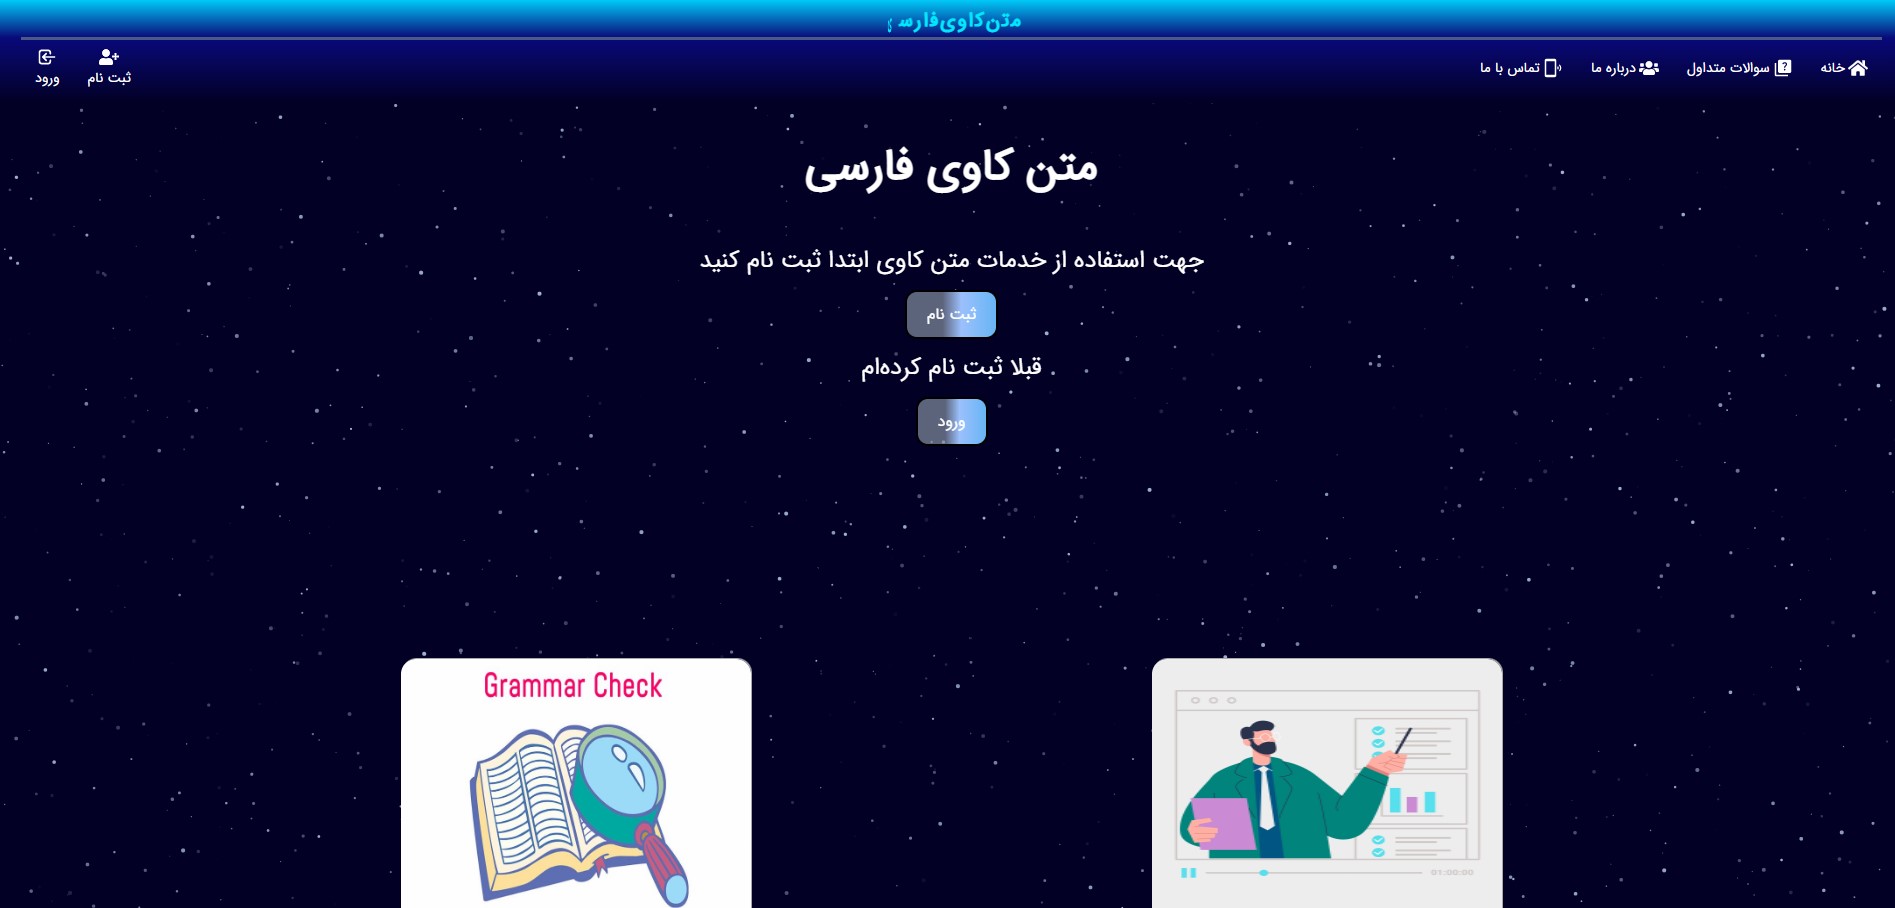 متن‌کاوی‌فارسی
خانه
سوالات متداول
درباره ما
تماس با ما
ثبت نام
ورود
متن کاوی فارسی
جهت استفاده از خدمات متن کاوی ابتدا ثبت نام کنید
ثبت نام
قبلا ثبت نام کرده‌ام
ورود
Grammar Check
01:00:00